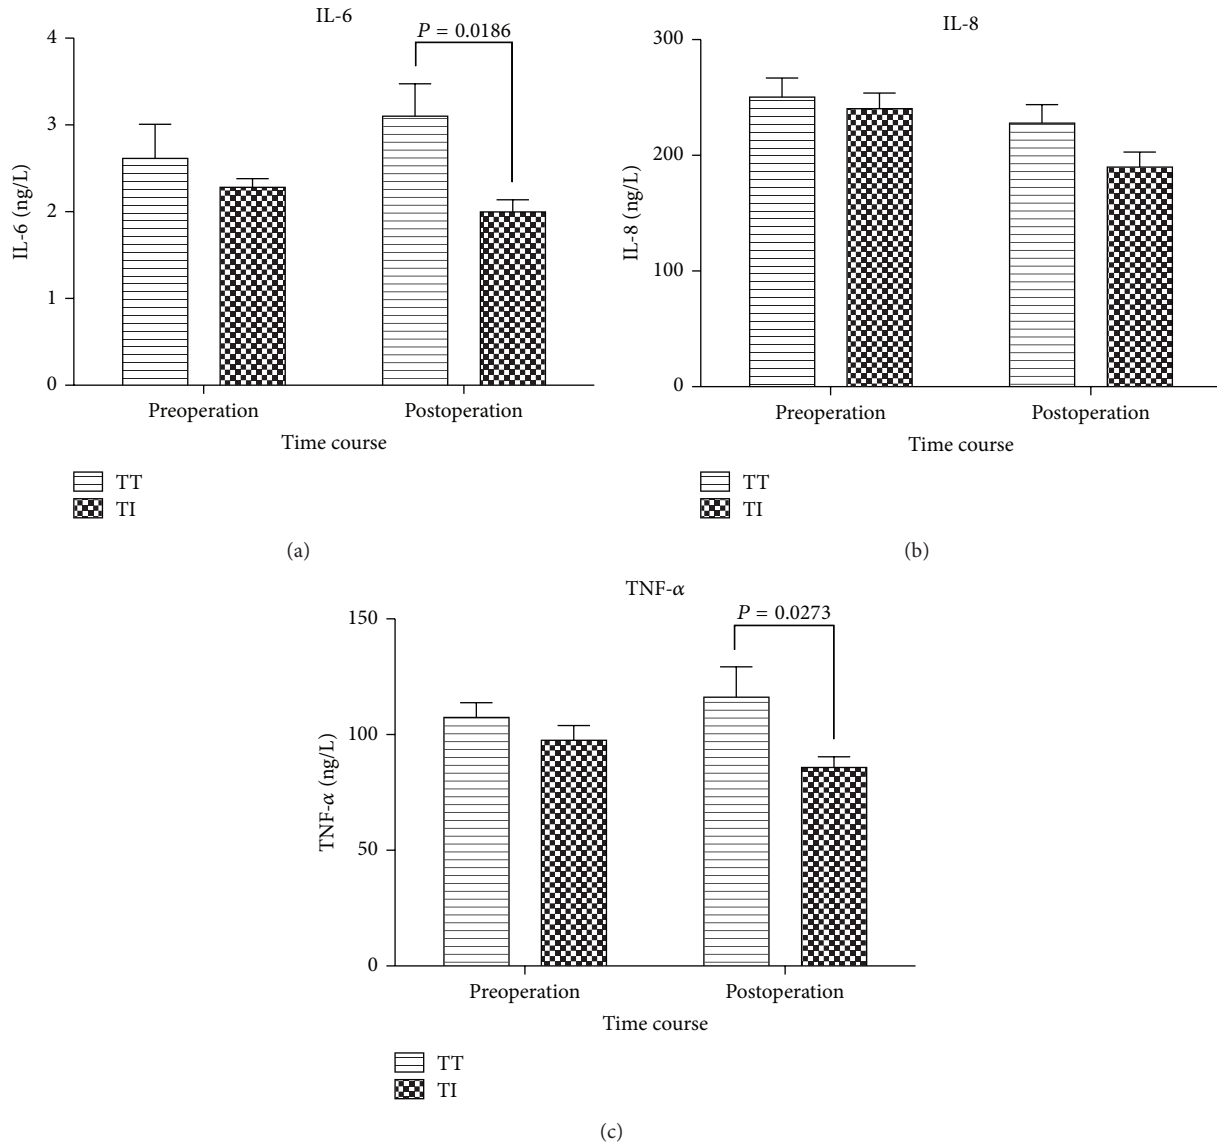 IL-6
P = 0.0186
4
3
2
1
0
IL-6 (ng/L)
Preoperation Postoperation
Time course
TT
TI
(a)
IL-8
300
200
100
0
IL-8 (ng/L)
Preoperation Postoperation
Time course
TT
TI
(b)
TNF-α
P = 0.0273
150
100
50
0
TNF-α (ng/L)
Preoperation Postoperation
Time course
TT
TI
(c)